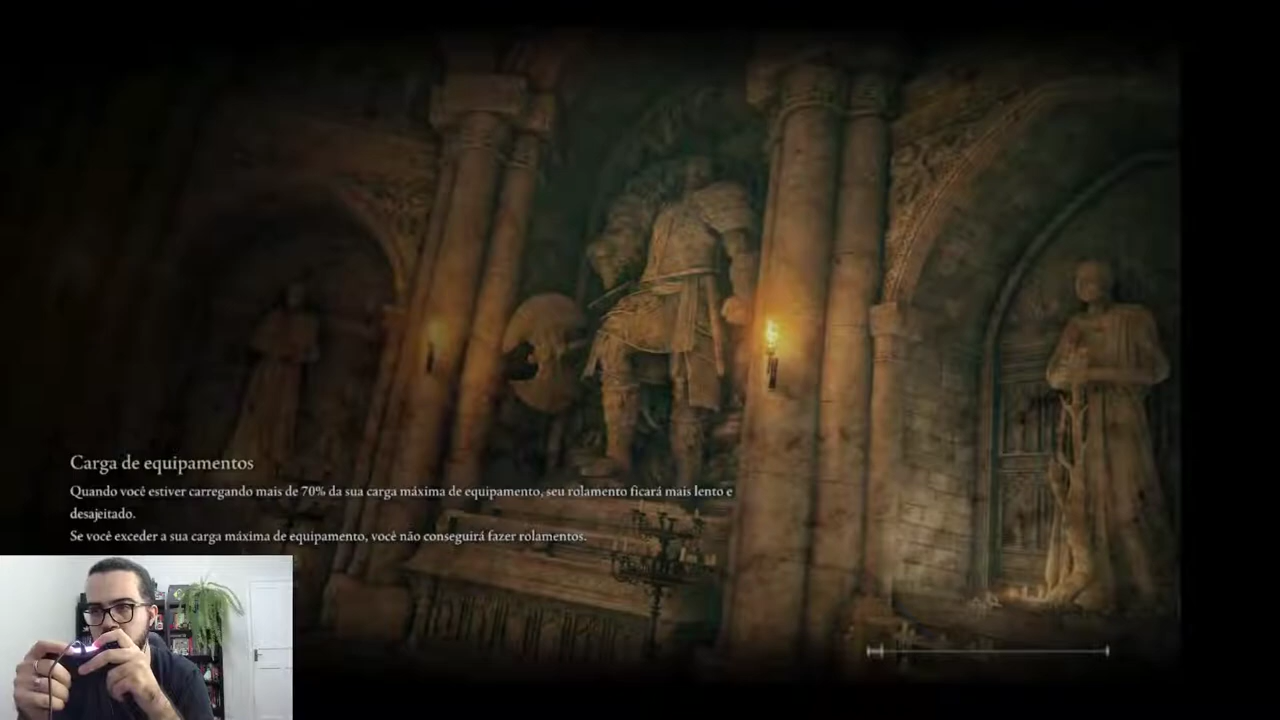 Carga de equipamentos
Quando você estiver carregando mais de 70% da sua carga máxima de equipamento, seu rolamento ficará mais lento e
desajeitado.
Se você exceder a sua carga máxima de equipamento, você não conseguirá fazer rolamentos.